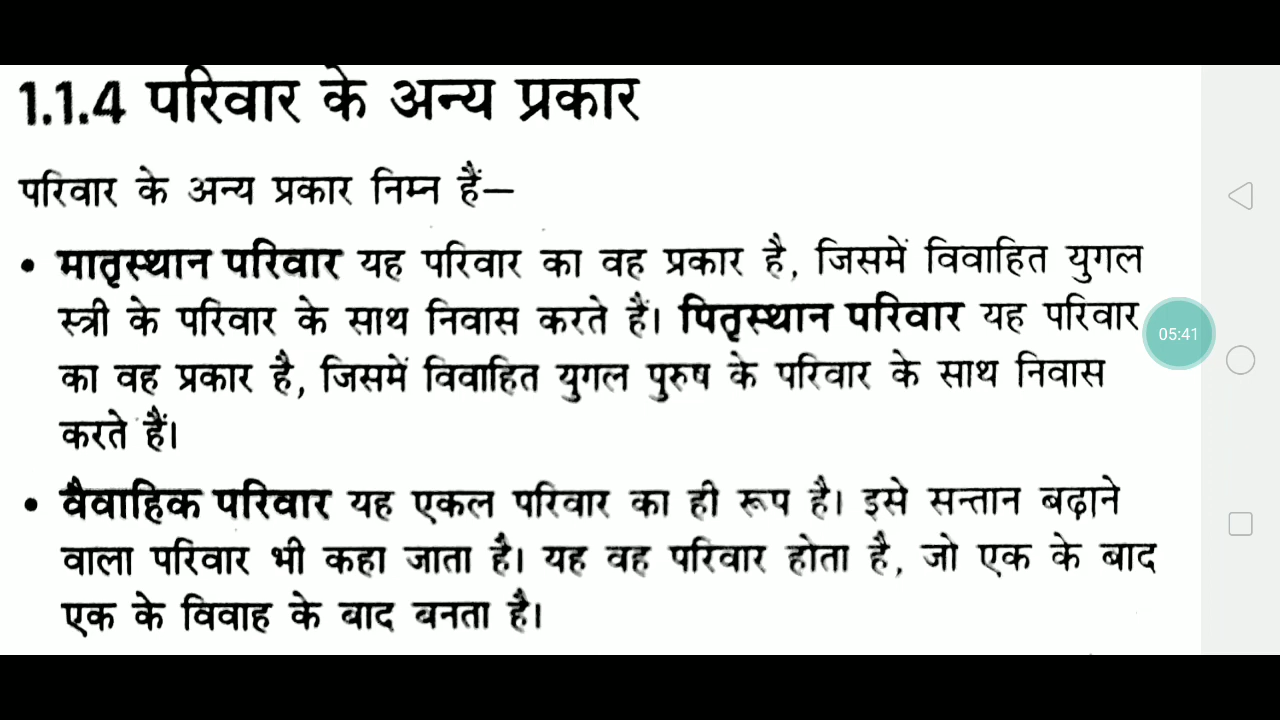 1.1.4 परिवार के अन्य प्रकार
परिवार के अन्य प्रकार निम्न हैं—
• मातृस्थान परिवार यह परिवार का वह प्रकार है, जिसमें विवाहित युगल
स्त्री के परिवार के साथ निवास करते हैं। पितृस्थान परिवार यह परिवार
का वह प्रकार है, जिसमें विवाहित युगल पुरुष के परिवार के साथ निवास
करते हैं।
• वैवाहिक परिवार यह एकल परिवार का ही रूप है। इसे सन्तान बढ़ाने
वाला परिवार भी कहा जाता है। यह वह परिवार होता है, जो एक के बाद
एक के विवाह के बाद बनता है।
05:41